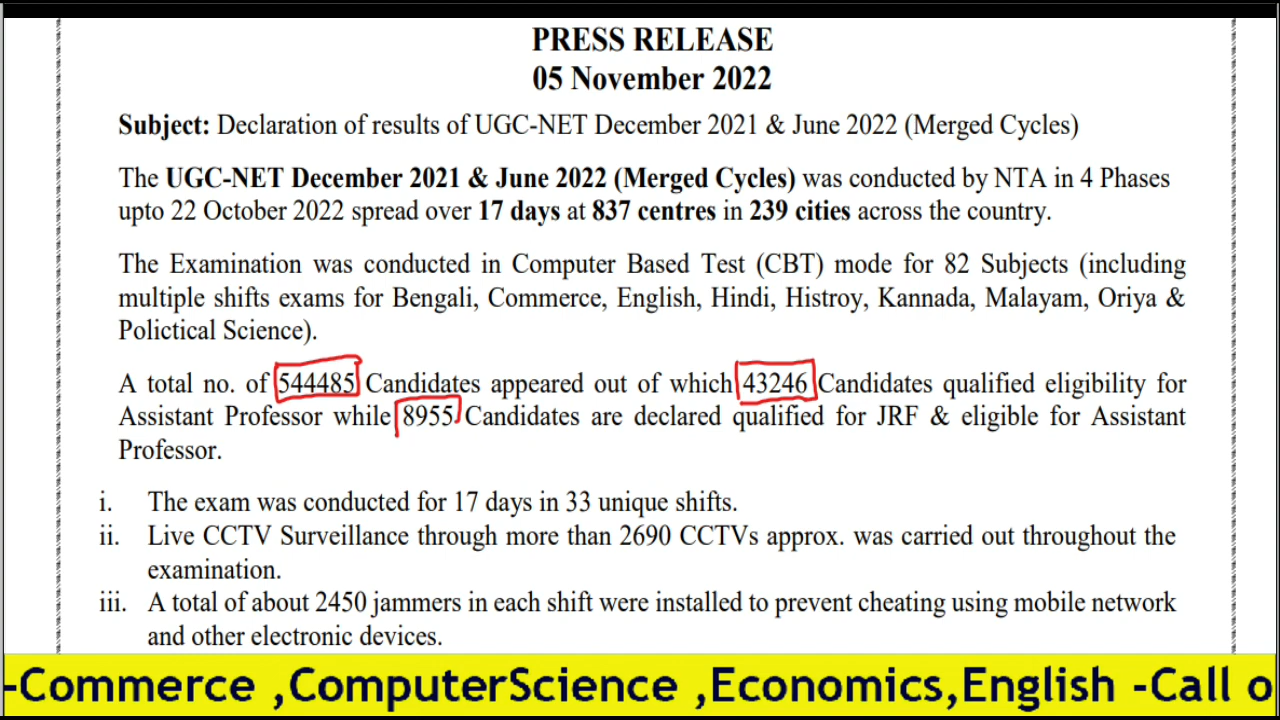 PRESS RELEASE
05 November 2022
Subject: Declaration of results of UGC-NET December 2021 & June 2022 (Merged Cycles)
The UGC-NET December 2021 & June 2022 (Merged Cycles) was conducted by NTA in 4 Phases
upto 22 October 2022 spread over 17 days at 837 centres in 239 cities across the country.
The Examination was conducted in Computer Based Test (CBT) mode for 82 Subjects (including
multiple shifts exams for Bengali, Commerce, English, Hindi, Histroy, Kannada, Malayam, Oriya &
Polictical Science).
A total no. of 544485 Candidates appeared out of which 43246 Candidates qualified eligibility for
Assistant Professor while 8955 Candidates are declared qualified for JRF & eligible for Assistant
Professor.
i. The exam was conducted for 17 days in 33 unique shifts.
ii. Live CCTV Surveillance through more than 2690 CCTVs approx. was carried out throughout the
examination.
iii. A total of about 2450 jammers in each shift were installed to prevent cheating using mobile network
and other electronic devices.
-Commerce ,ComputerScience ,Economics,English -Call o